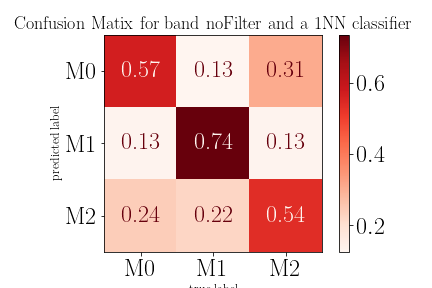 Confusion Matix for band noFilter and a 1NN classifier
M0 0.57 0.13 0.31
M1 0.13 0.74 0.13
M2 0.24 0.22 0.54
M0 M1 M2
predicted label
true label
0.6
0.4
0.2